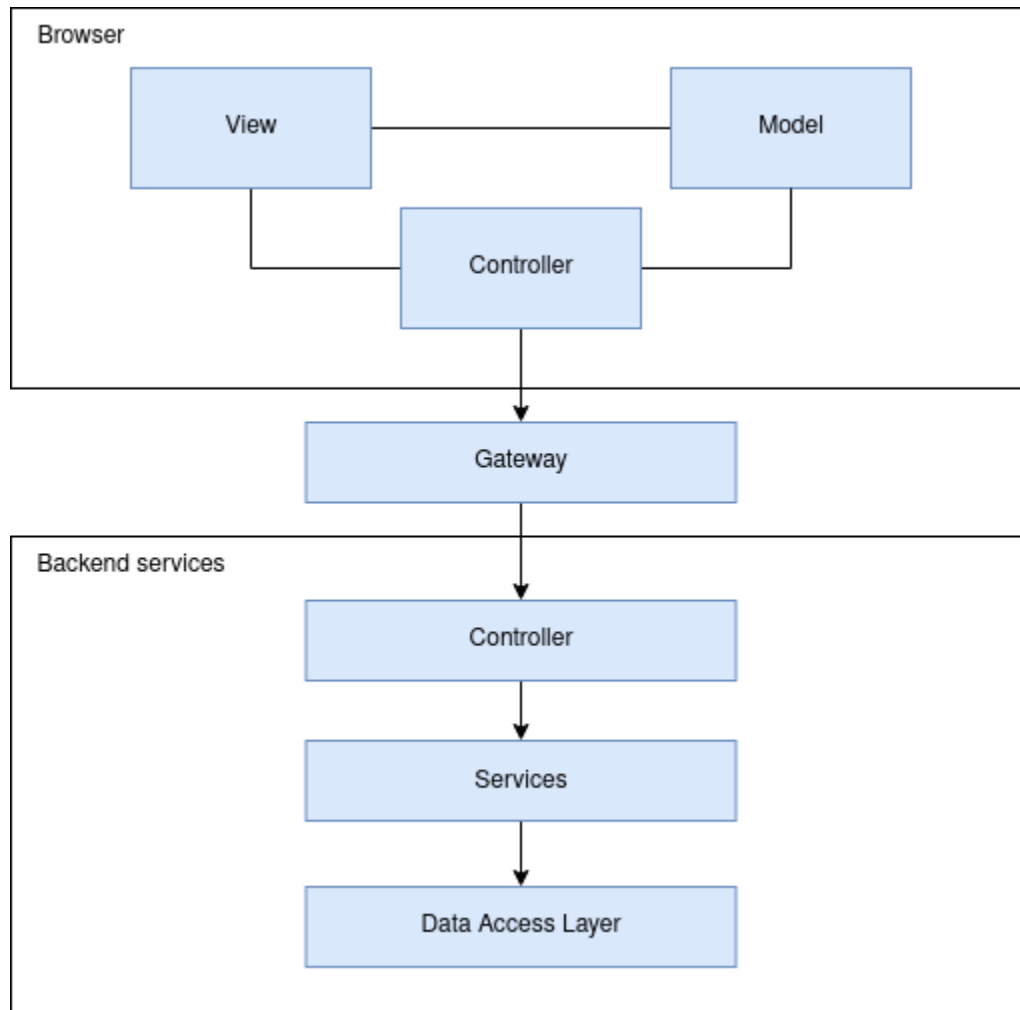 Browser
View
Model
Controller
Gateway
Backend services
Controller
Services
Data Access Layer